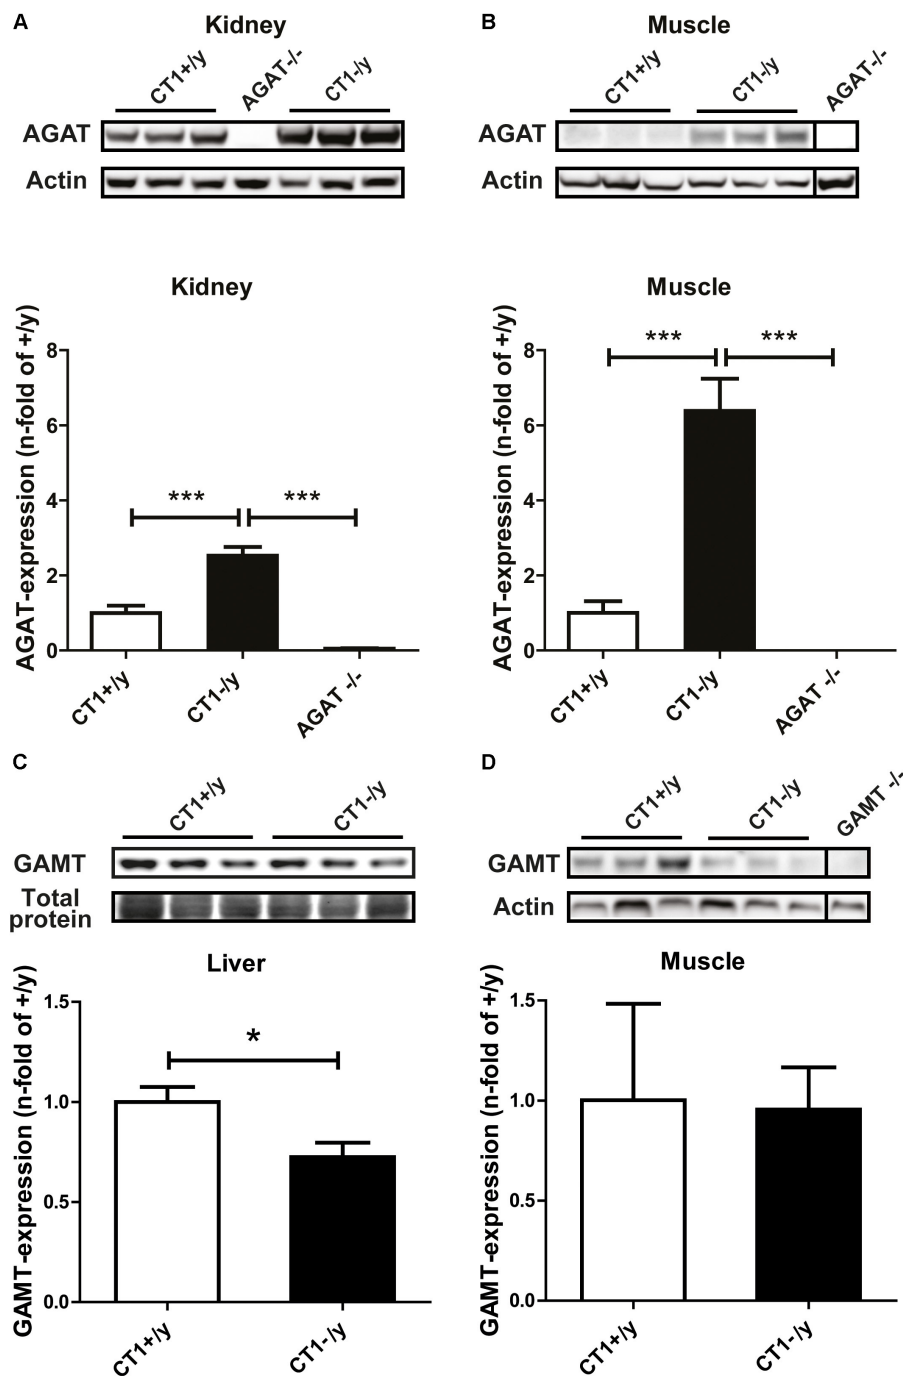 A
Kidney
CT1+/y
AGAT-/-
CT1-/y
AGAT
Actin
Kidney
AGAT-expression (n-fold of +/y)
8
6
4
2
0
***
***
CT1+/y
CT1-/y
AGAT -/-
B
Muscle
CT1+/y
CT1-/y
AGAT-/-
AGAT
Actin
Muscle
AGAT-expression (n-fold of +/y)
8
6
4
2
0
***
***
CT1+/y
CT1-/y
AGAT -/-
C
CT1+/y
CT1-/y
GAMT
Total
protein
Liver
GAMT-expression (n-fold of +/y)
1.5
1.0
0.5
0.0
*
CT1+/y
CT1-/y
D
CT1+/y
CT1-/y
GAMT -/-
GAMT
Actin
Muscle
GAMT-expression (n-fold of +/y)
1.5
1.0
0.5
0.0
CT1+/y
CT1-/y